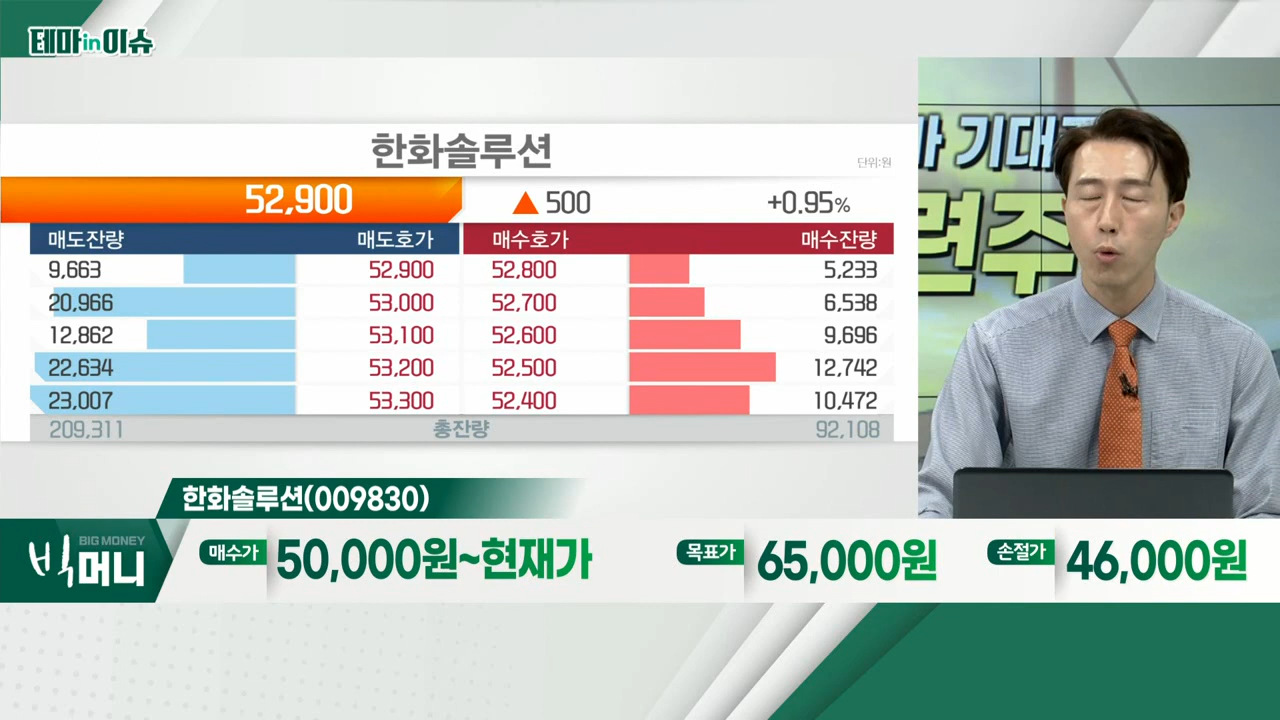 테마in이슈
가 기대감
련주
한화솔루션
단위:원
52,900 ▲ 500 +0.95%
매도잔량 매도호가 매수호가 매수잔량
9,663 52,900 52,800 5,233
20,966 53,000 52,700 6,538
12,862 53,100 52,600 9,696
22,634 53,200 52,500 12,742
23,007 53,300 52,400 10,472
209,311 총잔량 92,108
한화솔루션(009830)
BIG MONEY
빅머니
매수가 50,000원~현재가 목표가 65,000원 손절가 46,000원